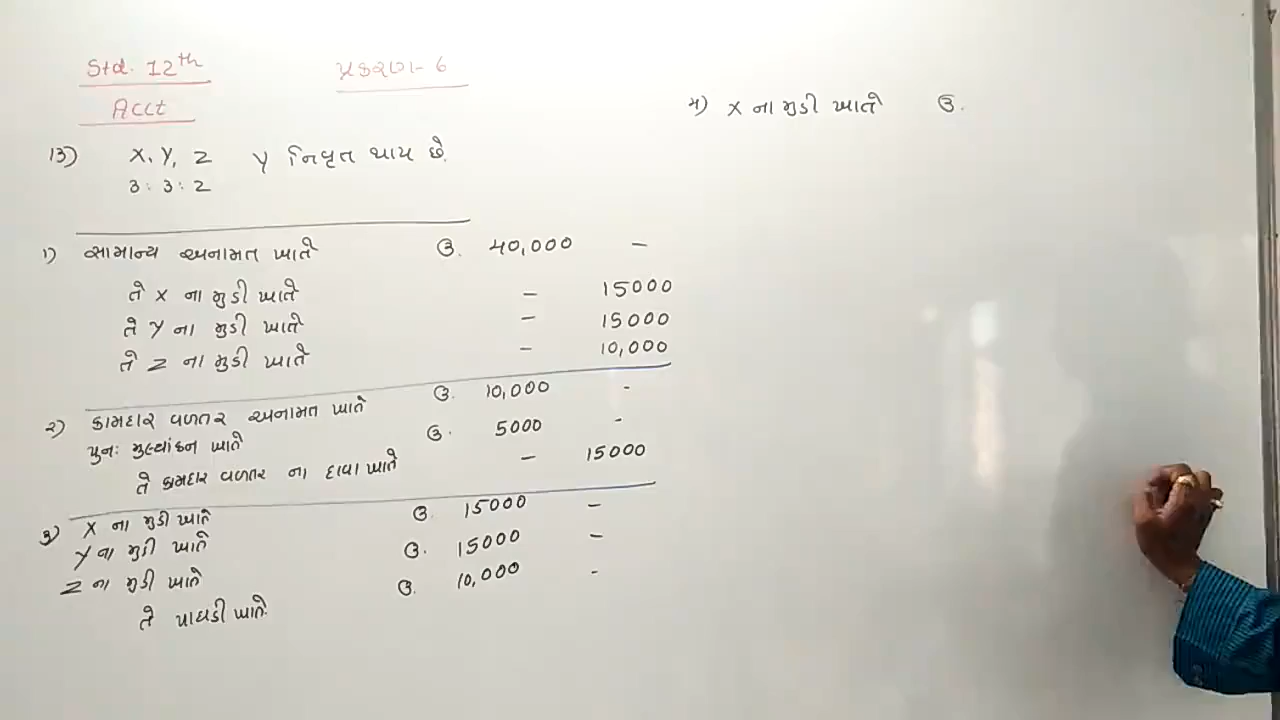 Std. 12th
પ્રકરણ- 6
Acct
13) X, Y, Z Y નિવૃત થાય છે.
3 : 3 : 2
૧) સામાન્ય અનામત ખાતે ઉ. 40,000 -
તે X ના મુડી ખાતે - 15000
તે Y ના મુડી ખાતે - 15000
તે Z ના મુડી ખાતે - 10,000
૨) કામદાર વળતર અનામત ખાતે ઉ. 10,000 -
પુનઃ મુલ્યાંકન ખાતે ઉ. 5000 -
તે કામદાર વળતર ના દાવા ખાતે - 15000
૩) X ના મુડી ખાતે ઉ. 15000 -
Y ના મુડી ખાતે ઉ. 15000 -
Z ના મુડી ખાતે ઉ. 10,000 -
તે પાઘડી ખાતે
૪) X ના મુડી ખાતે ઉ.